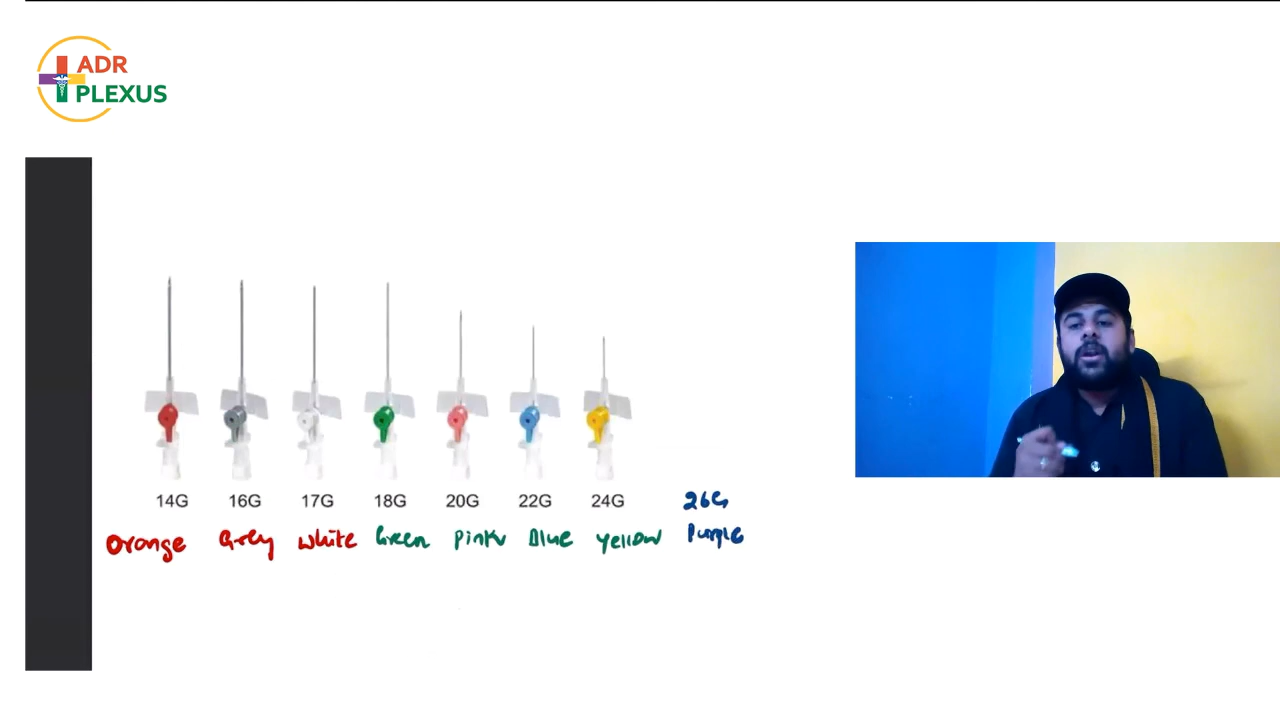 ADR
PLEXUS
14G 16G 17G 18G 20G 22G 24G 26G
Orange Grey White Green Pink Blue Yellow Purple